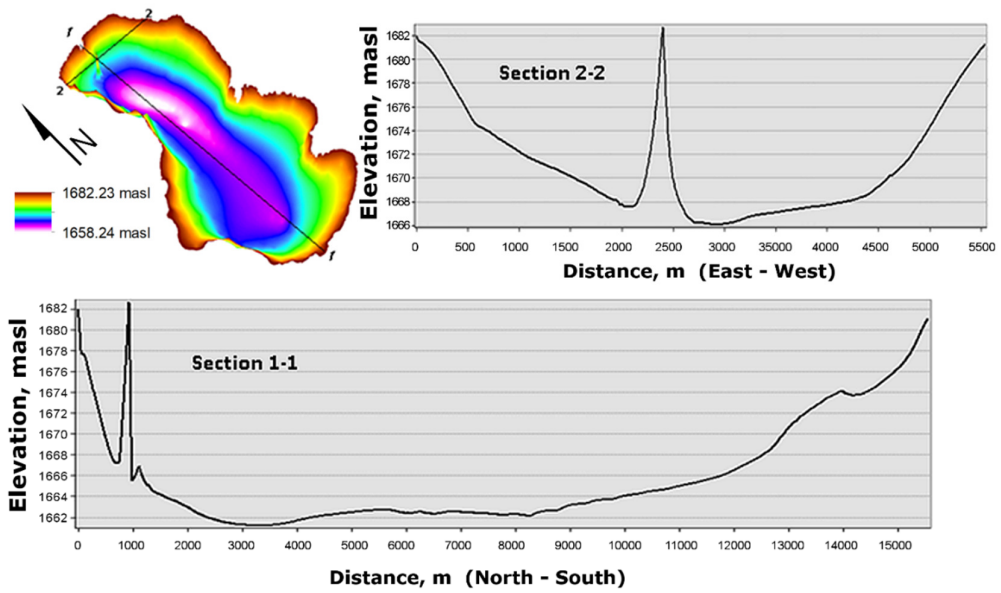 1
2
2
N
1682.23 masl
1658.24 masl
1
Elevation, masl
1682
1680
1678
1676
1674
1672
1670
1668
1666
Section 2-2
0 500 1000 1500 2000 2500 3000 3500 4000 4500 5000 5500
Distance, m (East - West)
Elevation, masl
1682
1680
1678
1676
1674
1672
1670
1668
1666
1664
1662
Section 1-1
0 1000 2000 3000 4000 5000 6000 7000 8000 9000 10000 11000 12000 13000 14000 15000
Distance, m (North - South)